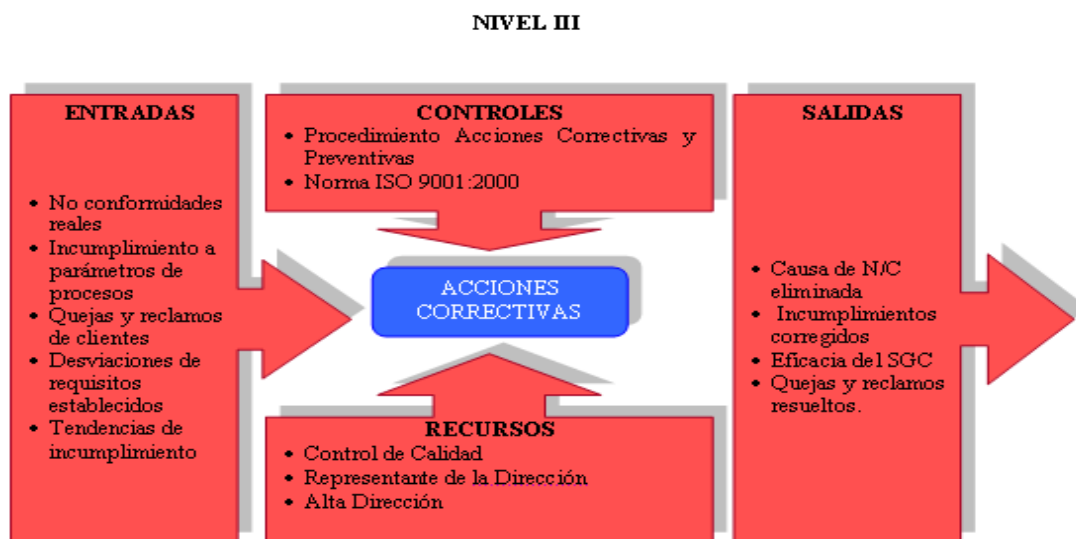 NIVEL III
ENTRADAS
• No conformidades
reales
• Incumplimiento a
parámetros de
procesos
• Quejas y reclamos
de clientes
• Desviaciones de
requisitos
establecidos
• Tendencias de
incumplimiento
CONTROLES
• Procedimiento Acciones Correctivas y
Preventivas
• Norma ISO 9001:2000
ACCIONES
CORRECTIVAS
RECURSOS
• Control de Calidad
• Representante de la Dirección
• Alta Dirección
SALIDAS
• Causa de N/C
eliminada
• Incumplimientos
corregidos
• Eficacia del SGC
• Quejas y reclamos
resueltos.